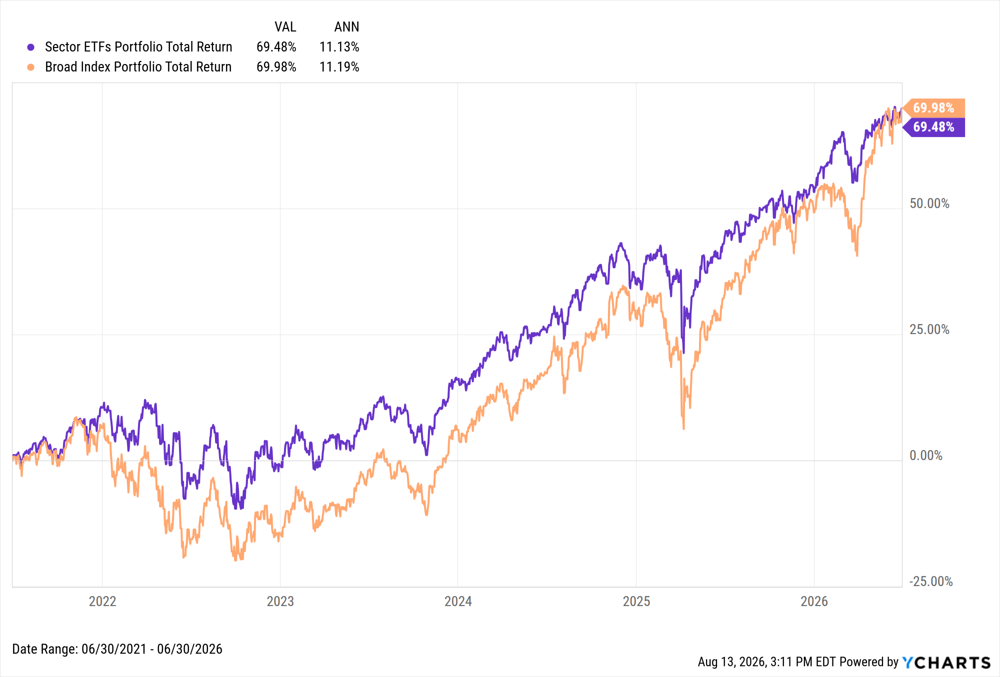 VAL ANN
Sector ETFs Portfolio Total Return 69.48% 11.13%
Broad Index Portfolio Total Return 69.98% 11.19%
69.98%
69.48%
50.00%
25.00%
0.00%
-25.00%
2022 2023 2024 2025 2026
Date Range: 06/30/2021 - 06/30/2026
Aug 13, 2026, 3:11 PM EDT Powered by YCHARTS